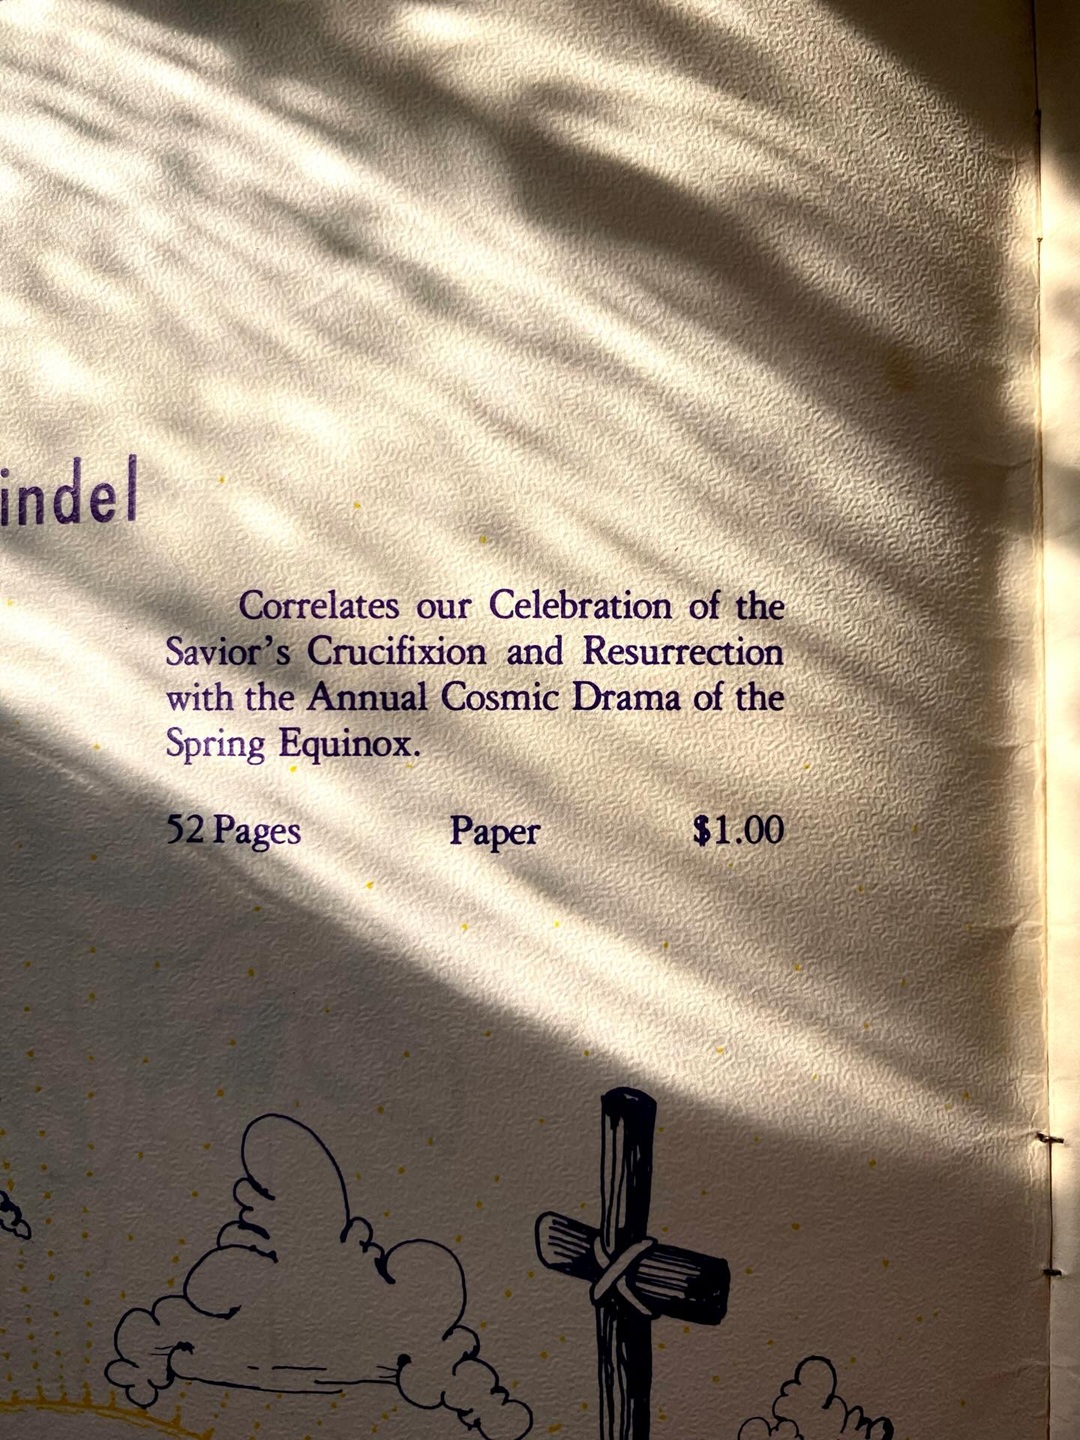 indel
Correlates our Celebration of the
Savior's Crucifixion and Resurrection
with the Annual Cosmic Drama of the
Spring Equinox.
52 Pages Paper $1.00